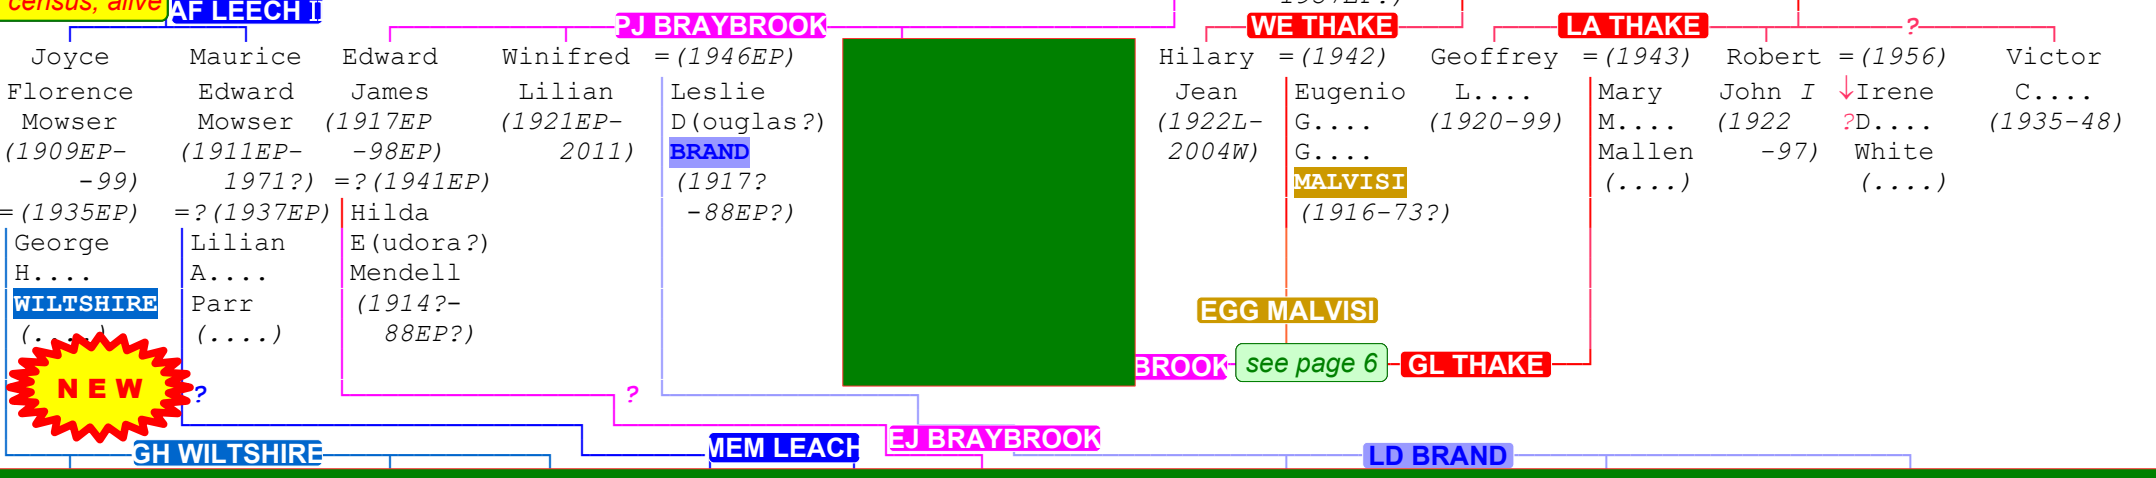 census, alive
AF LEECH II
PJ BRAYBROOK
WE THAKE
LA THAKE
?
Joyce
Florence
Mowser
(1909EP-
-99)
=(1935EP)
George
H....
WILTSHIRE
Maurice
Edward
Mowser
(1911EP-
1971?)
=?(1937EP)
Lilian
A....
Parr
(....)
Edward
James
(1917EP
-98EP)
=?(1941EP)
Hilda
E(udora?)
Mendell
(1914?-
88EP?)
Winifred
Lilian
(1921EP-
2011)
=(1946EP)
Leslie
D(ouglas?)
BRAND
(1917?
-88EP?)
Hilary
Jean
(1922L-
2004W)
=(1942)
Eugenio
G....
G....
MALVISI
(1916-73?)
Geoffrey
L....
(1920-99)
=(1943)
Mary
M....
Mallen
(....)
Robert
John I
(1922
-97)
=(1956)
↓Irene
?D....
White
(....)
Victor
C....
(1935-48)
EGG MALVISI
BROOK
see page 6
GL THAKE
NEW
?
?
GH WILTSHIRE
MEM LEACH
EJ BRAYBROOK
LD BRAND